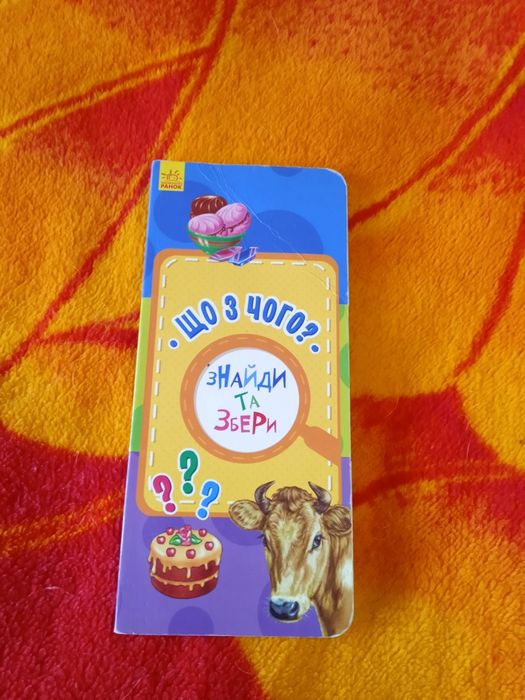 РАНОК
ЩО З ЧОГО?
ЗНАЙДИ
ТА
ЗБЕРИ
? ? ?